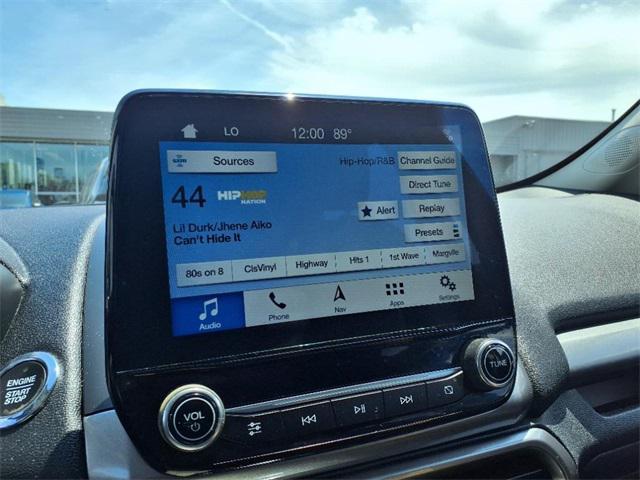 LO 12:00 89°
SXM Sources Hip-Hop/R&B Channel Guide
44 HIPHOP NATION Direct Tune
Alert Replay
Lil Durk/Jhene Aiko
Can't Hide It Presets
80s on 8 ClsVinyl Highway Hits 1 1st Wave Margville
Audio Phone Nav Apps Settings
ENGINE
START
STOP
VOL
TUNE